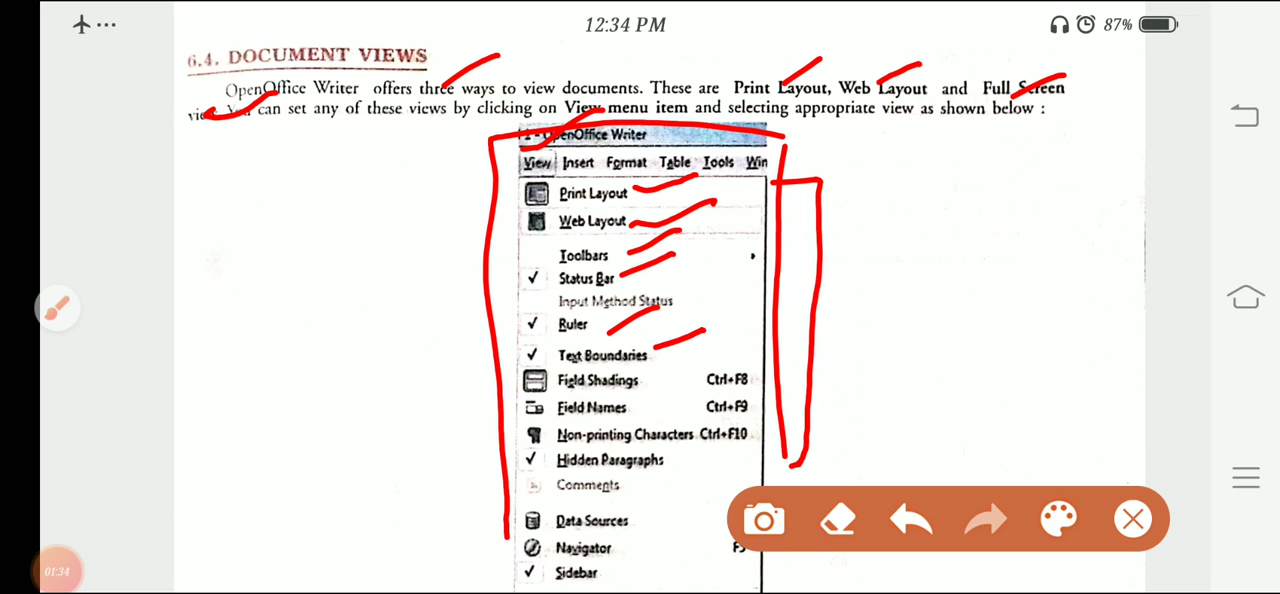 12:34 PM
87%
6.4. DOCUMENT VIEWS
OpenOffice Writer offers three ways to view documents. These are Print Layout, Web Layout and Full Screen
view. You can set any of these views by clicking on View menu item and selecting appropriate view as shown below :
- OpenOffice Writer
View Insert Format Table Tools Win
Print Layout
Web Layout
Toolbars
Status Bar
Input Method Status
Ruler
Text Boundaries
Field Shadings Ctrl+F8
Field Names Ctrl+F9
Non-printing Characters Ctrl+F10
Hidden Paragraphs
Comments
Data Sources
Navigator
Sidebar
01:34